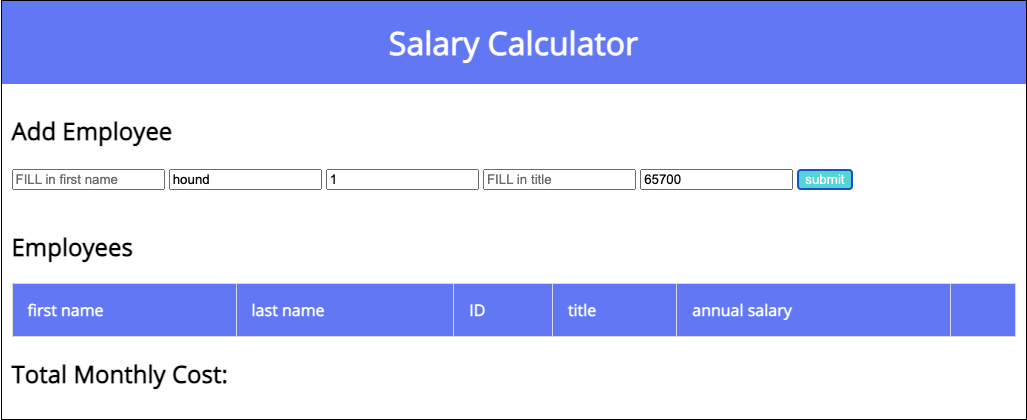 Salary Calculator
Add Employee
FILL in first name hound 1 FILL in title 65700 submit
Employees
first name last name ID title annual salary
Total Monthly Cost: